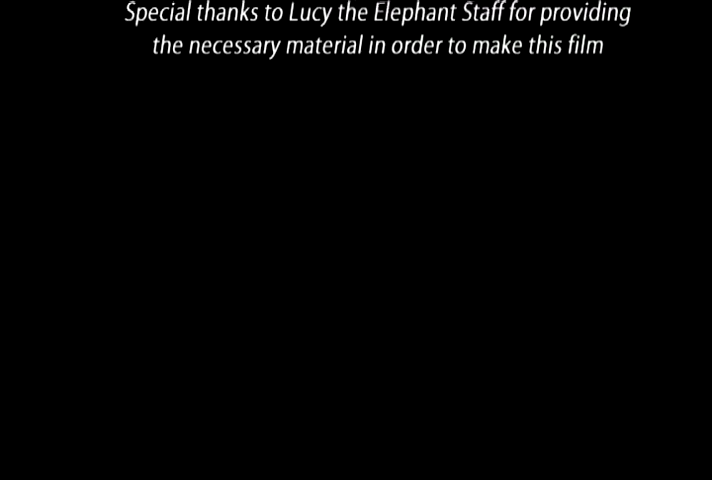 Special thanks to Lucy the Elephant Staff for providing
the necessary material in order to make this film